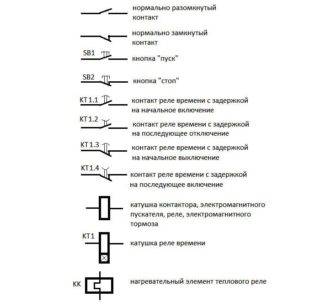 нормально разомкнутый
контакт
нормально замкнутый
контакт
SB1
кнопка "пуск"
SB2
кнопка "стоп"
КТ1.1
контакт реле времени с задержкой
на начальное включение
КТ1.2
контакт реле времени с задержкой
на последующее отключение
КТ1.3
контакт реле времени с задержкой
на начальное выключение
КТ1.4
контакт реле времени с задержкой
на последующее включение
катушка контактора, электромагнитного
пускателя, реле, электромагнитного
тормоза
КТ1
катушка реле времени
КК
нагревательный элемент теплового реле